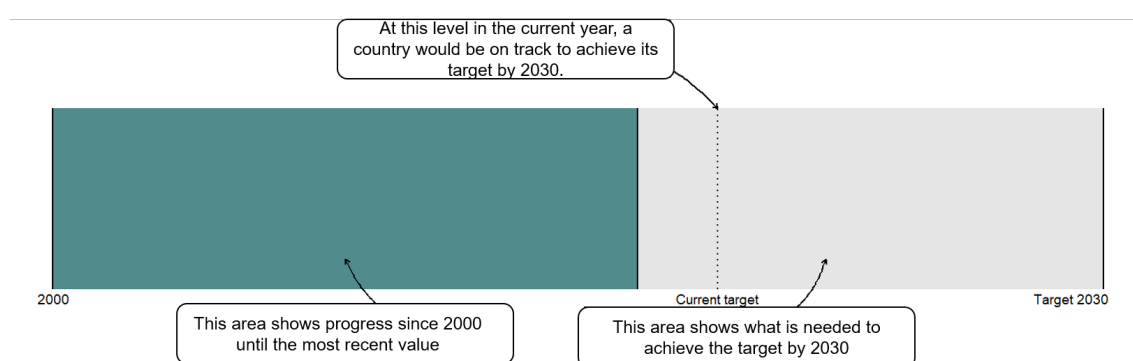 At this level in the current year, a
country would be on track to achieve its
target by 2030.
2000
Current target
Target 2030
This area shows progress since 2000
until the most recent value
This area shows what is needed to
achieve the target by 2030